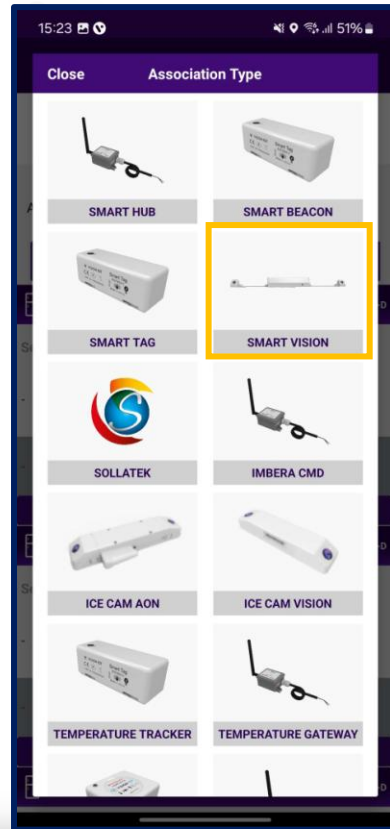 15:23 51%
Close Association Type
SMART HUB SMART BEACON
SMART TAG SMART VISION
SOLLATEK IMBERA CMD
ICE CAM AON ICE CAM VISION
TEMPERATURE TRACKER TEMPERATURE GATEWAY